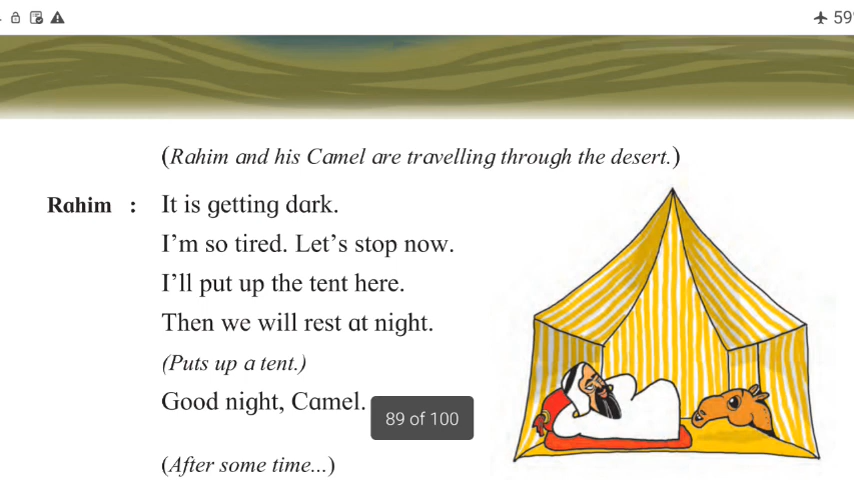 59
(Rahim and his Camel are travelling through the desert.)
Rahim : It is getting dark.
I'm so tired. Let's stop now.
I'll put up the tent here.
Then we will rest at night.
(Puts up a tent.)
Good night, Camel.
89 of 100
(After some time...)